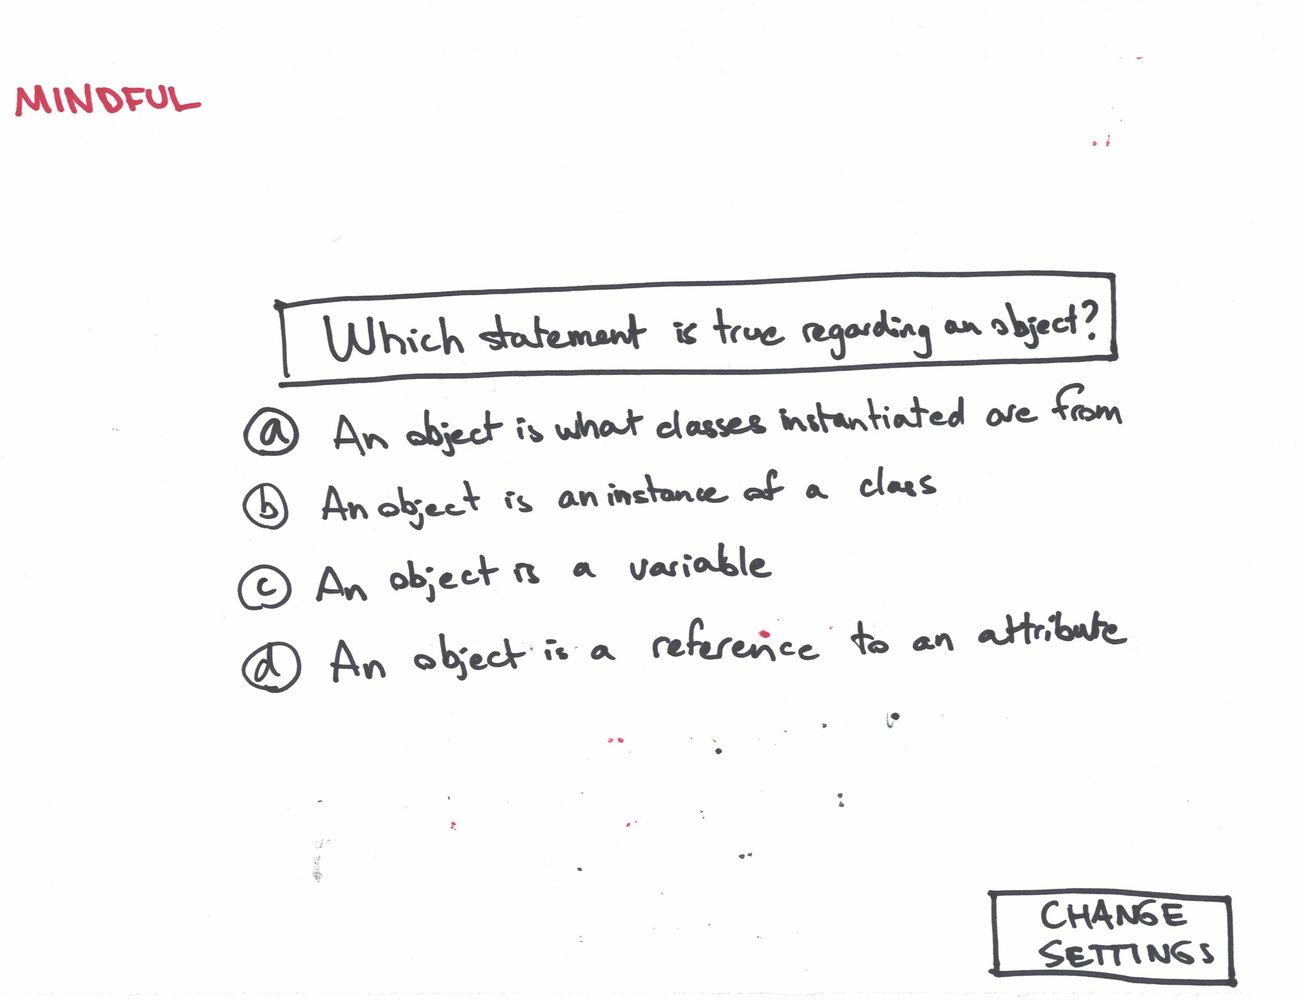 MINDFUL
Which statement is true regarding an object?
a An object is what classes instantiated are from
b An object is an instance of a class
c An object is a variable
d An object is a reference to an attribute
CHANGE
SETTINGS